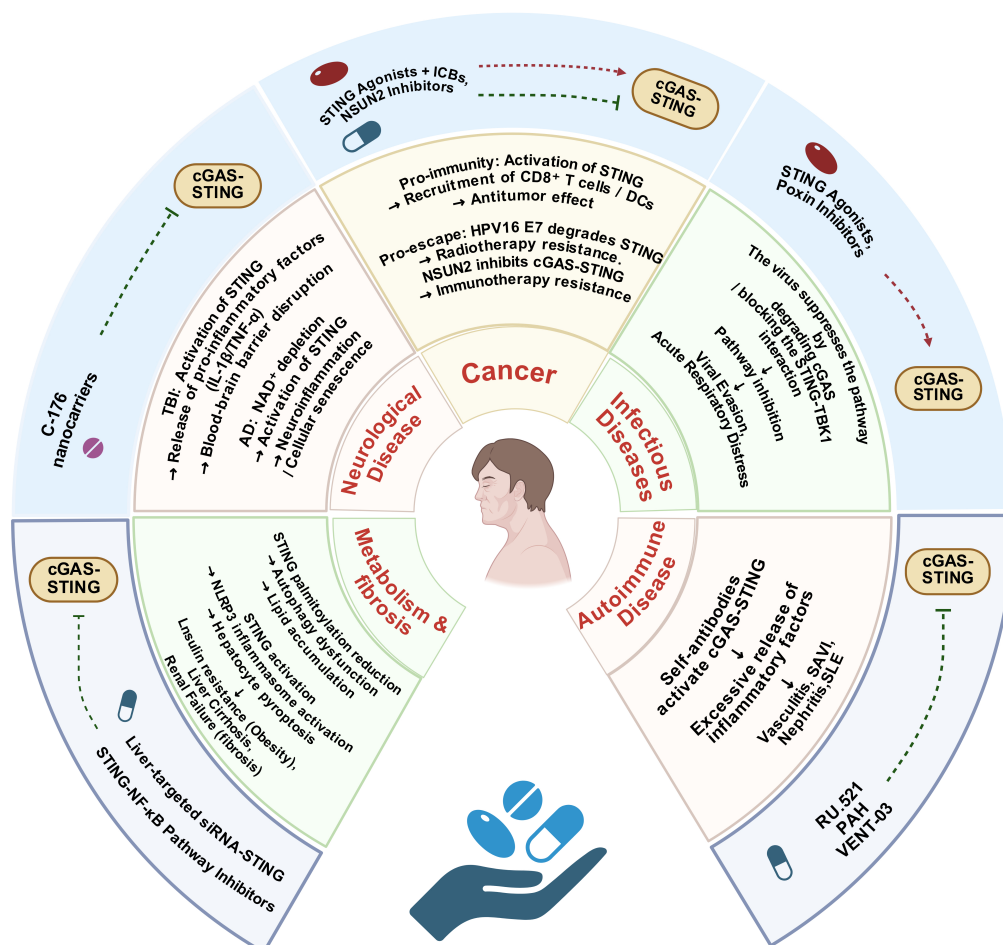 STING Agonists + ICBs,
NSUN2 Inhibitors
cGAS-
STING
Pro-immunity: Activation of STING
→ Recruitment of CD8⁺ T cells / DCs
→ Antitumor effect
Pro-escape: HPV16 E7 degrades STING
→ Radiotherapy resistance.
NSUN2 inhibits cGAS-STING
→ Immunotherapy resistance
Cancer
cGAS-
STING
C-176
nanocarriers
TBI: Activation of STING
→ Release of pro-inflammatory factors
(IL-1β/TNF-α)
→ Blood-brain barrier disruption
AD: NAD⁺ depletion
→ Activation of STING
→ Neuroinflammation
/ Cellular senescence
Neurological
Disease
STING Agonists,
Poxin Inhibitors
cGAS-
STING
The virus suppresses the pathway
by
degrading cGAS
/ blocking the STING-TBK1
interaction
↓
Pathway inhibition
↓
Viral Evasion,
Acute Respiratory Distress
Infectious
Diseases
cGAS-
STING
Liver-targeted siRNA-STING
STING-NF-κB Pathway Inhibitors
STING palmitoylation reduction
→ Autophagy dysfunction
→ Lipid accumulation
STING activation
→ NLRP3 inflammasome activation
→ Hepatocyte pyroptosis
↓
Lnsulin resistance (Obesity),
Liver Cirrhosis,
Renal Failure (fibrosis)
Metabolism &
fibrosis
Autoimmune
Disease
Self-antibodies
activate cGAS-STING
↓
Excessive release of
inflammatory factors
↓
Vasculitis, SAVI,
Nephritis,SLE
cGAS-
STING
RU.521
PAH
VENT-03